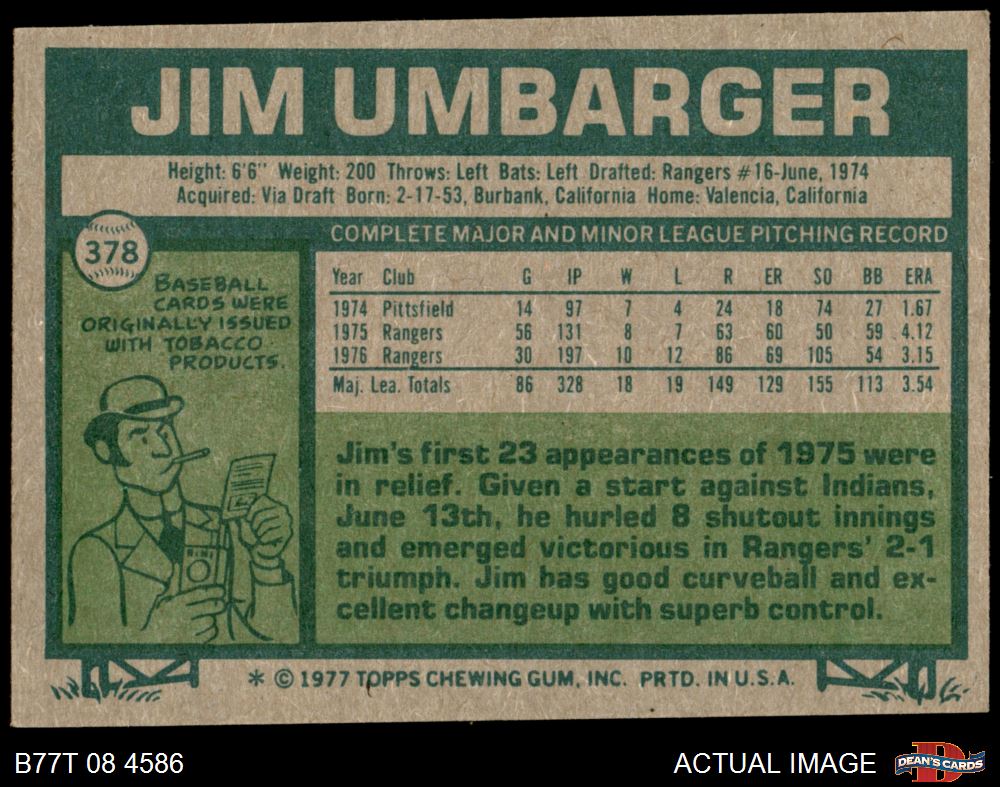 JIM UMBARGER
Height: 6'6" Weight: 200 Throws: Left Bats: Left Drafted: Rangers #16-June, 1974
Acquired: Via Draft Born: 2-17-53, Burbank, California Home: Valencia, California
378
BASEBALL
CARDS WERE
ORIGINALLY ISSUED
WITH TOBACCO
PRODUCTS.
COMPLETE MAJOR AND MINOR LEAGUE PITCHING RECORD
Year Club G IP W L R ER SO BB ERA
1974 Pittsfield 14 97 7 4 24 18 74 27 1.67
1975 Rangers 56 131 8 7 63 60 50 59 4.12
1976 Rangers 30 197 10 12 86 69 105 54 3.15
Maj. Lea. Totals 86 328 18 19 149 129 155 113 3.54
Jim's first 23 appearances of 1975 were
in relief. Given a start against Indians,
June 13th, he hurled 8 shutout innings
and emerged victorious in Rangers' 2-1
triumph. Jim has good curveball and ex-
cellent changeup with superb control.
* © 1977 TOPPS CHEWING GUM, INC. PRTD. IN U.S.A.
B77T 08 4586
ACTUAL IMAGE
DEAN'S CARDS